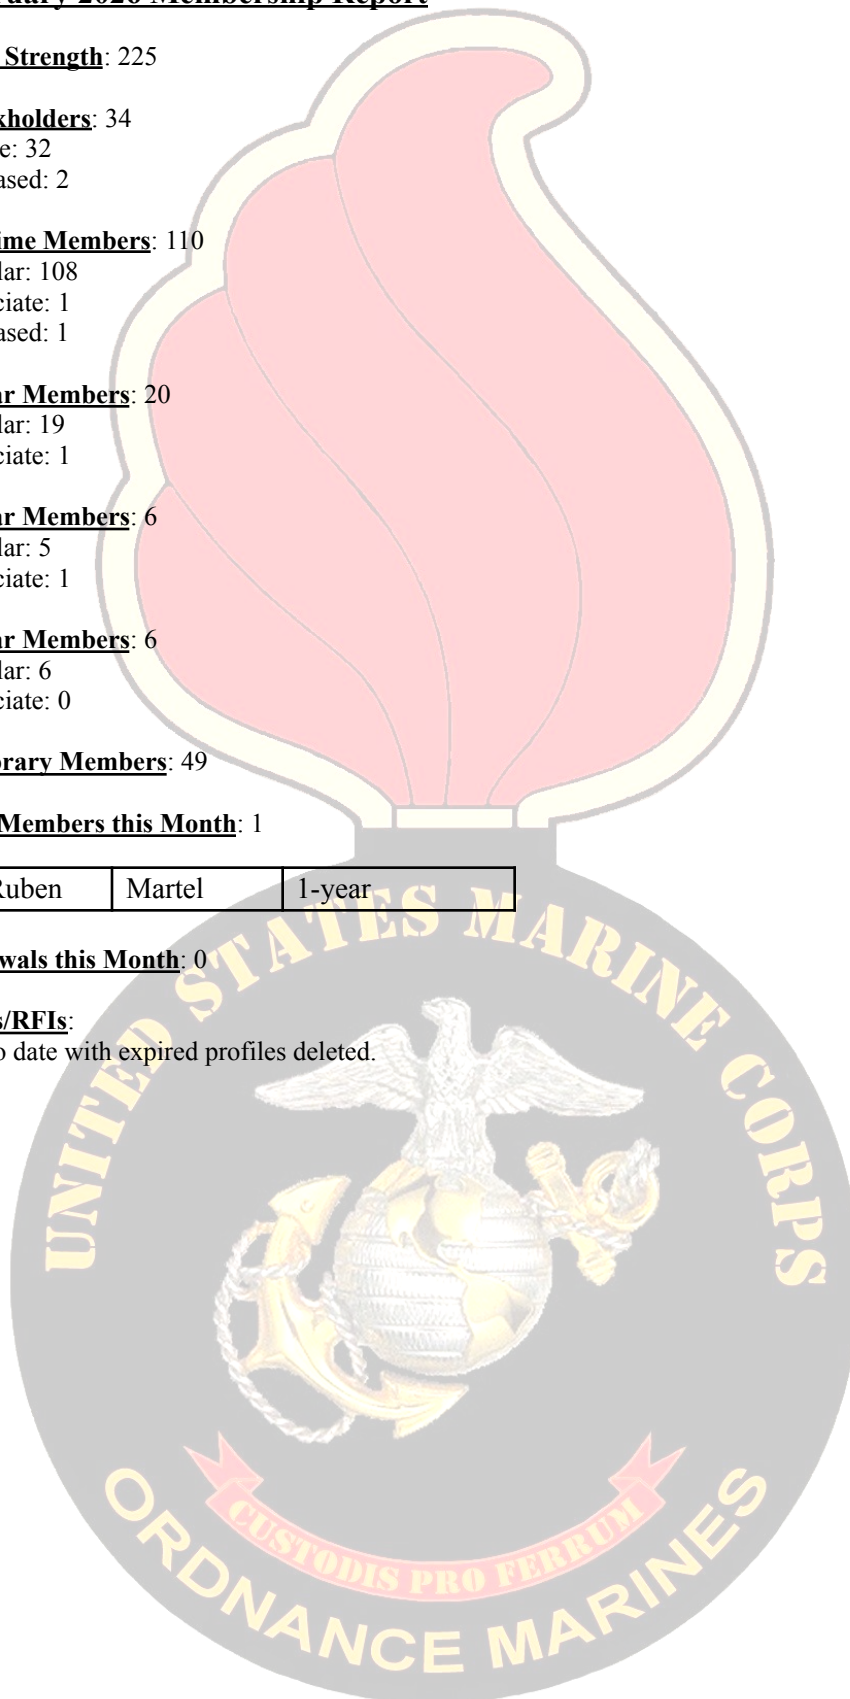 uary 2026 Membership Report
Strength: 225
kholders: 34
e: 32
ased: 2
ime Members: 110
lar: 108
ciate: 1
ased: 1
ar Members: 20
lar: 19
ciate: 1
ar Members: 6
lar: 5
ciate: 1
ar Members: 6
lar: 6
ciate: 0
orary Members: 49
Members this Month: 1
Ruben Martel 1-year
wals this Month: 0
s/RFIs:
o date with expired profiles deleted.
UNITED STATES MARINE CORPS
CUSTODIS PRO FERRUM
ORDNANCE MARINES